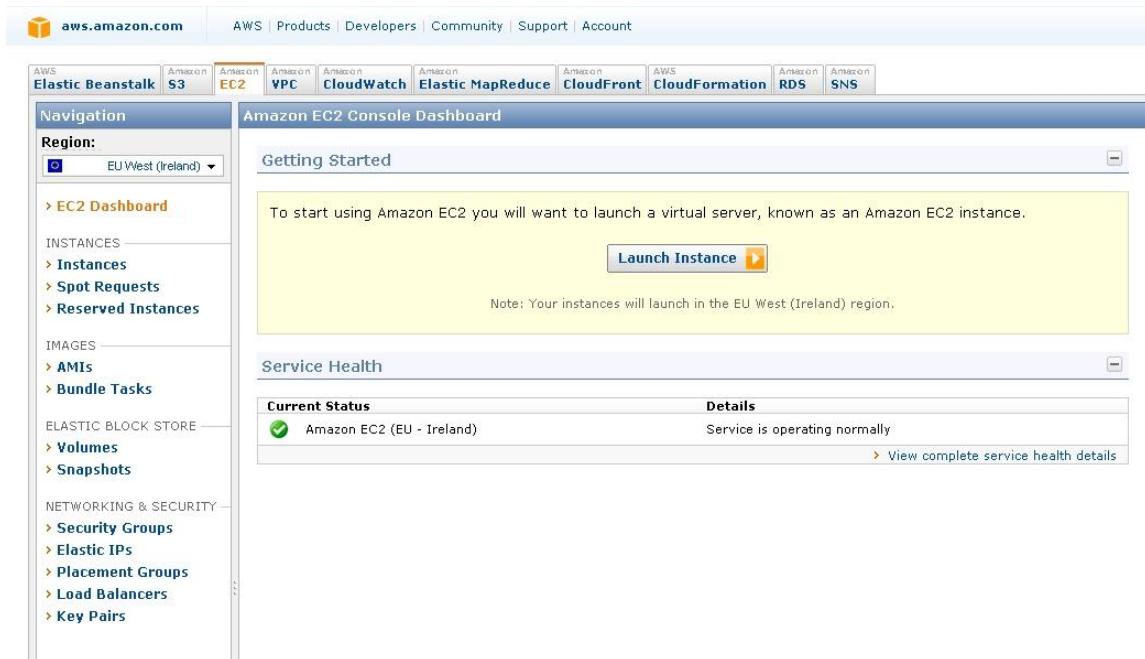 aws.amazon.com AWS | Products | Developers | Community | Support | Account
AWS Elastic Beanstalk Amazon S3 Amazon EC2 Amazon VPC Amazon CloudWatch Amazon Elastic MapReduce Amazon CloudFront AWS CloudFormation Amazon RDS Amazon SNS
Navigation
Region:
EU West (Ireland)
EC2 Dashboard
INSTANCES
Instances
Spot Requests
Reserved Instances
IMAGES
AMIs
Bundle Tasks
ELASTIC BLOCK STORE
Volumes
Snapshots
NETWORKING & SECURITY
Security Groups
Elastic IPs
Placement Groups
Load Balancers
Key Pairs
Amazon EC2 Console Dashboard
Getting Started
To start using Amazon EC2 you will want to launch a virtual server, known as an Amazon EC2 instance.
Launch Instance
Note: Your instances will launch in the EU West (Ireland) region.
Service Health
Current Status Details
Amazon EC2 (EU - Ireland) Service is operating normally
View complete service health details